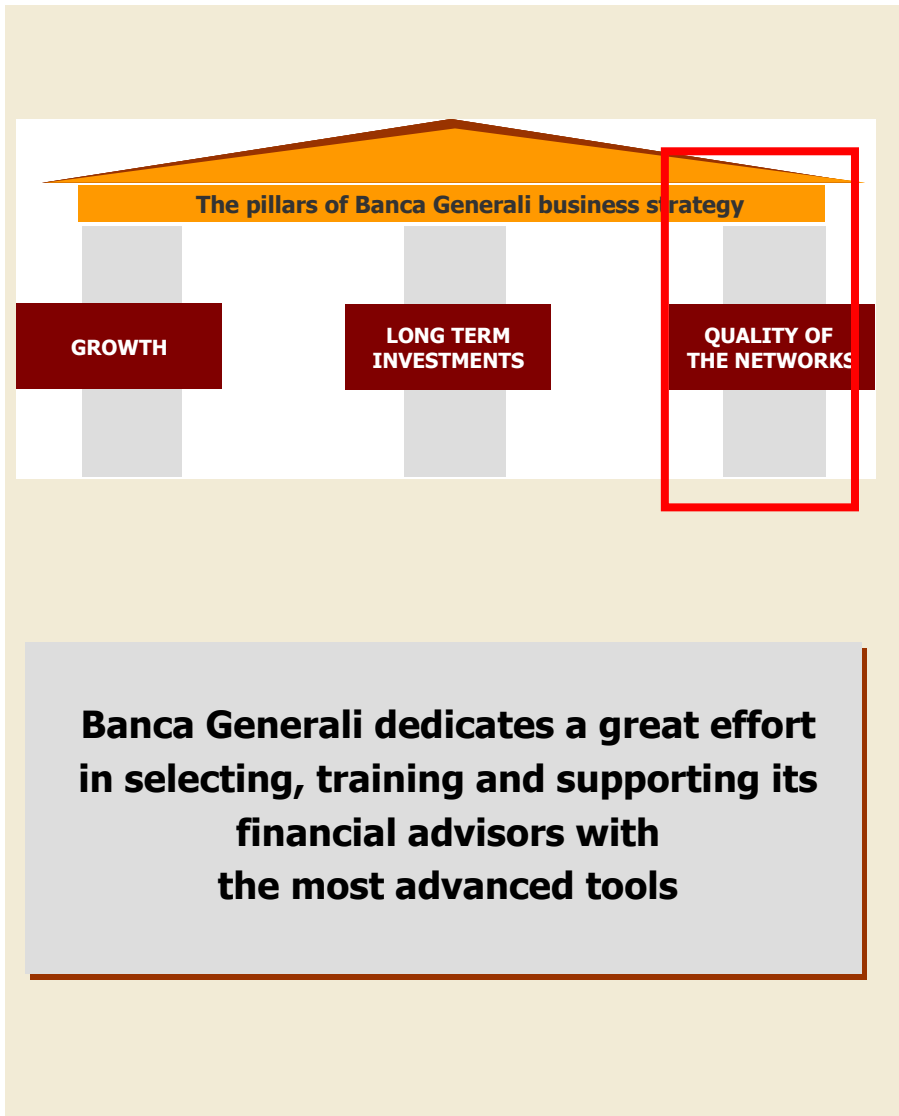 The pillars of Banca Generali business strategy
GROWTH
LONG TERM
INVESTMENTS
QUALITY OF
THE NETWORKS
Banca Generali dedicates a great effort
in selecting, training and supporting its
financial advisors with
the most advanced tools